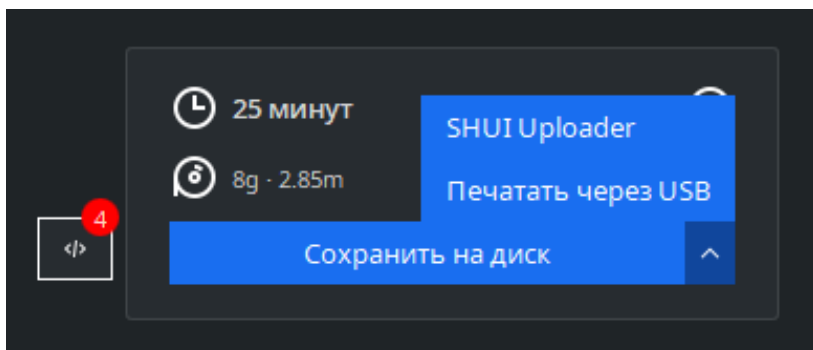 25 минут
SHUI Uploader
8g · 2.85m
Печатать через USB
4
</>
Сохранить на диск